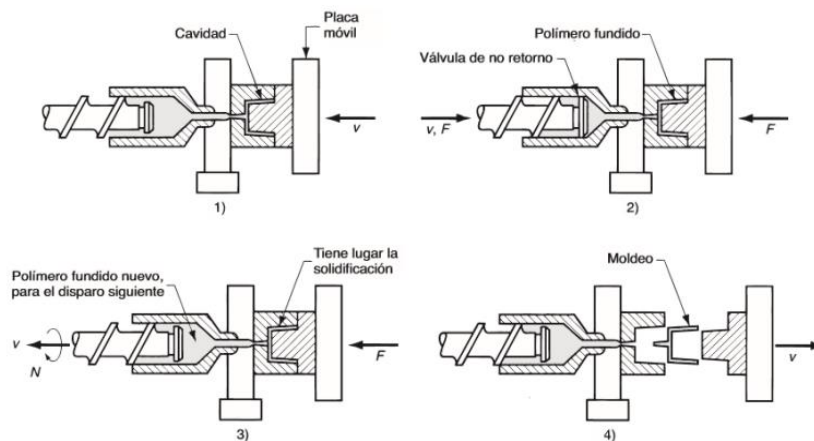 Cavidad
Placa
móvil
v
1)
Polímero fundido
Válvula de no retorno
v, F
F
2)
Tiene lugar la
solidificación
Polímero fundido nuevo,
para el disparo siguiente
v
N
F
3)
Moldeo
v
4)